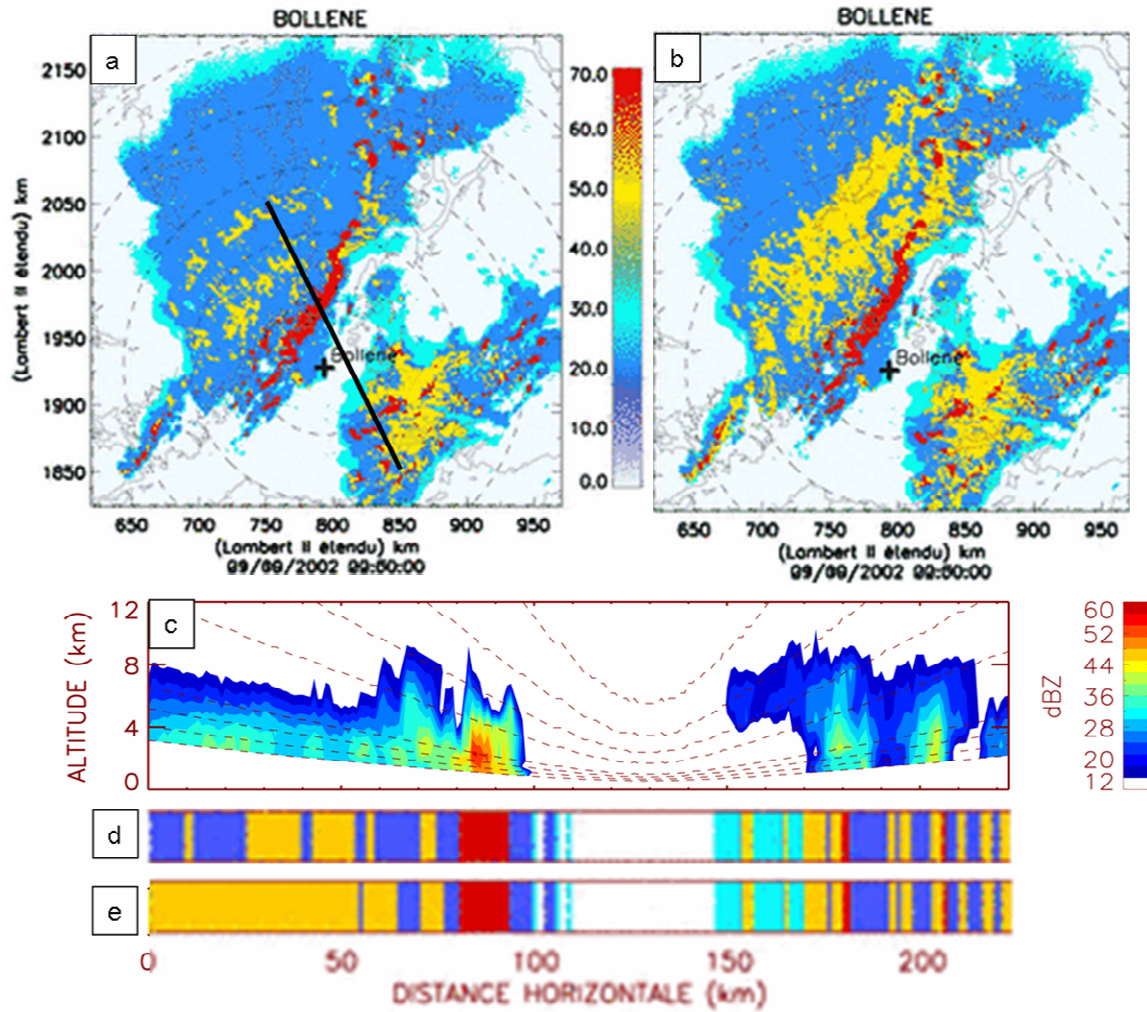 BOLLENE
BOLLENE
a
b
2150
2100
2050
2000
1950
1900
1850
(Lambert II étendu) km
Bollene
Bollene
70.0
60.0
50.0
40.0
30.0
20.0
10.0
0.0
650 700 750 800 850 900 950
650 700 750 800 850 900 950
(Lambert II étendu) km
(Lambert II étendu) km
c
12
8
4
0
ALTITUDE (km)
60
52
44
36
28
20
12
dBZ
d
e
0 50 100 150 200
DISTANCE HORIZONTALE (km)